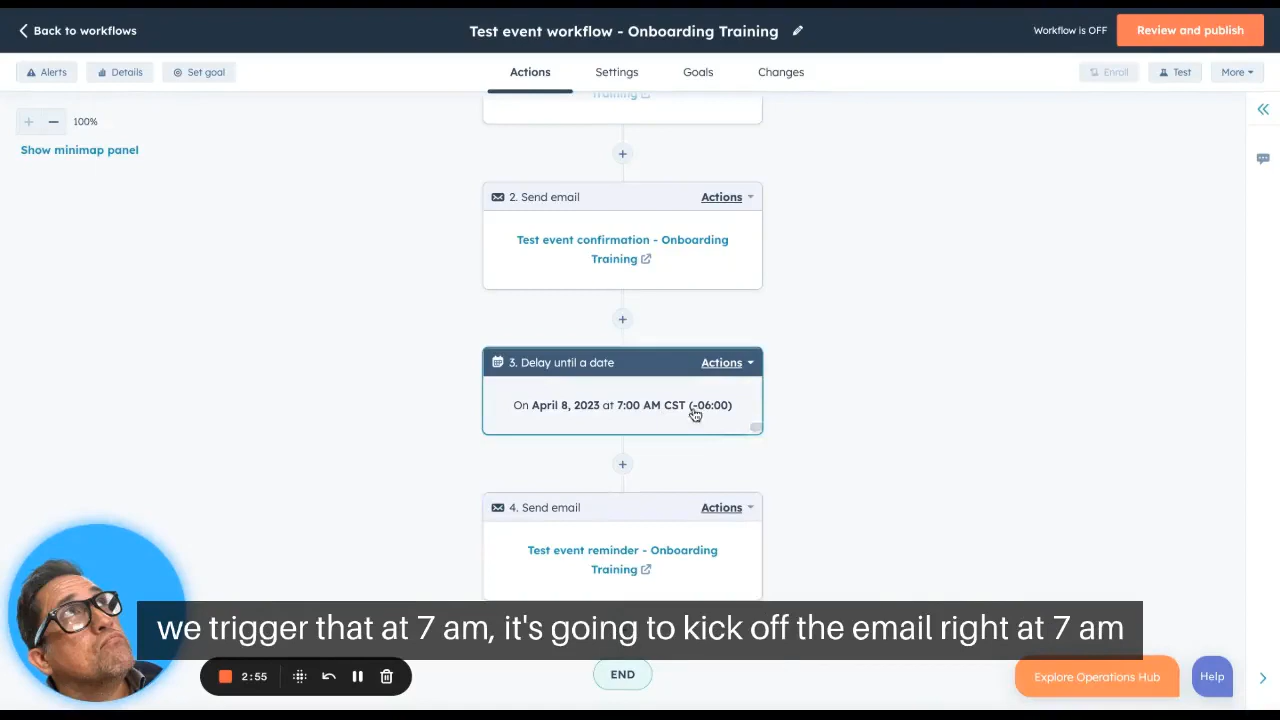 Back to workflows
Test event workflow - Onboarding Training
Workflow is OFF
Review and publish
Alerts
Details
Set goal
Actions
Settings
Goals
Changes
Enroll
Test
More
100%
Show minimap panel
Training
2. Send email
Actions
Test event confirmation - Onboarding
Training
3. Delay until a date
Actions
On April 8, 2023 at 7:00 AM CST (-06:00)
4. Send email
Actions
Test event reminder - Onboarding
Training
we trigger that at 7 am, it's going to kick off the email right at 7 am
2:55
END
Explore Operations Hub
Help